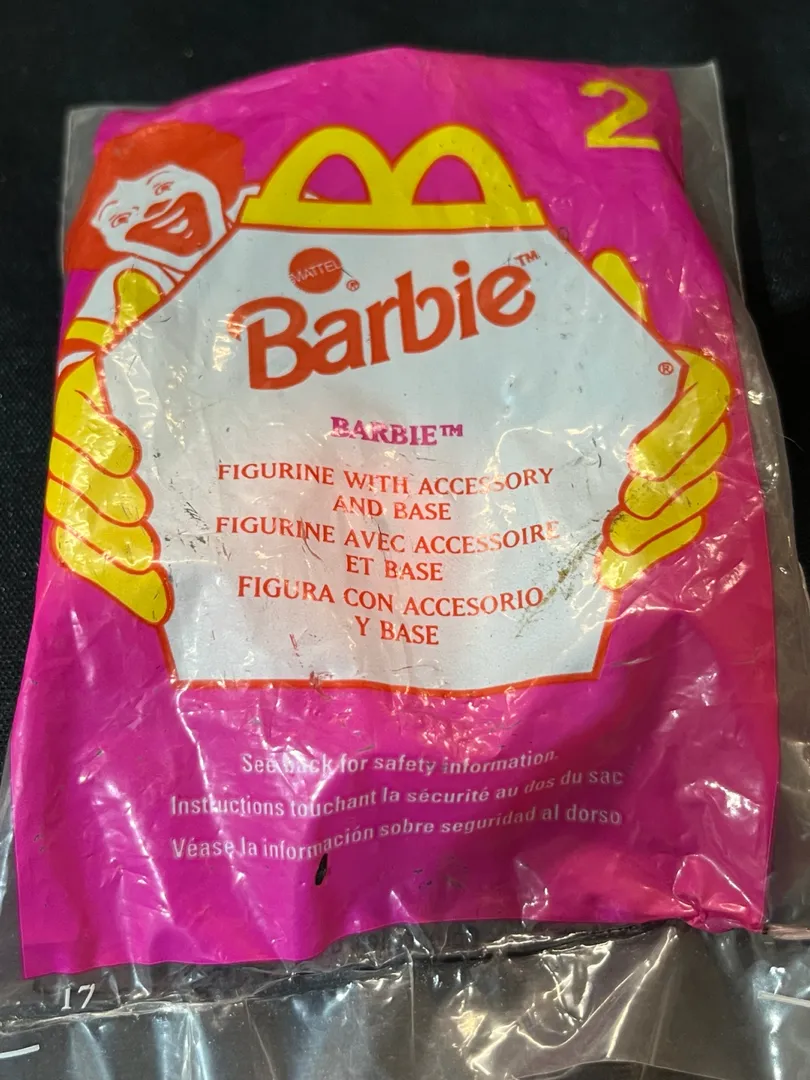 2
MATTEL
®
Barbie™
®
BARBIE™
FIGURINE WITH ACCESSORY
AND BASE
FIGURINE AVEC ACCESSOIRE
ET BASE
FIGURA CON ACCESORIO
Y BASE
See back for safety information.
Instructions touchant la sécurité au dos du sac
Véase la información sobre seguridad al dorso
17